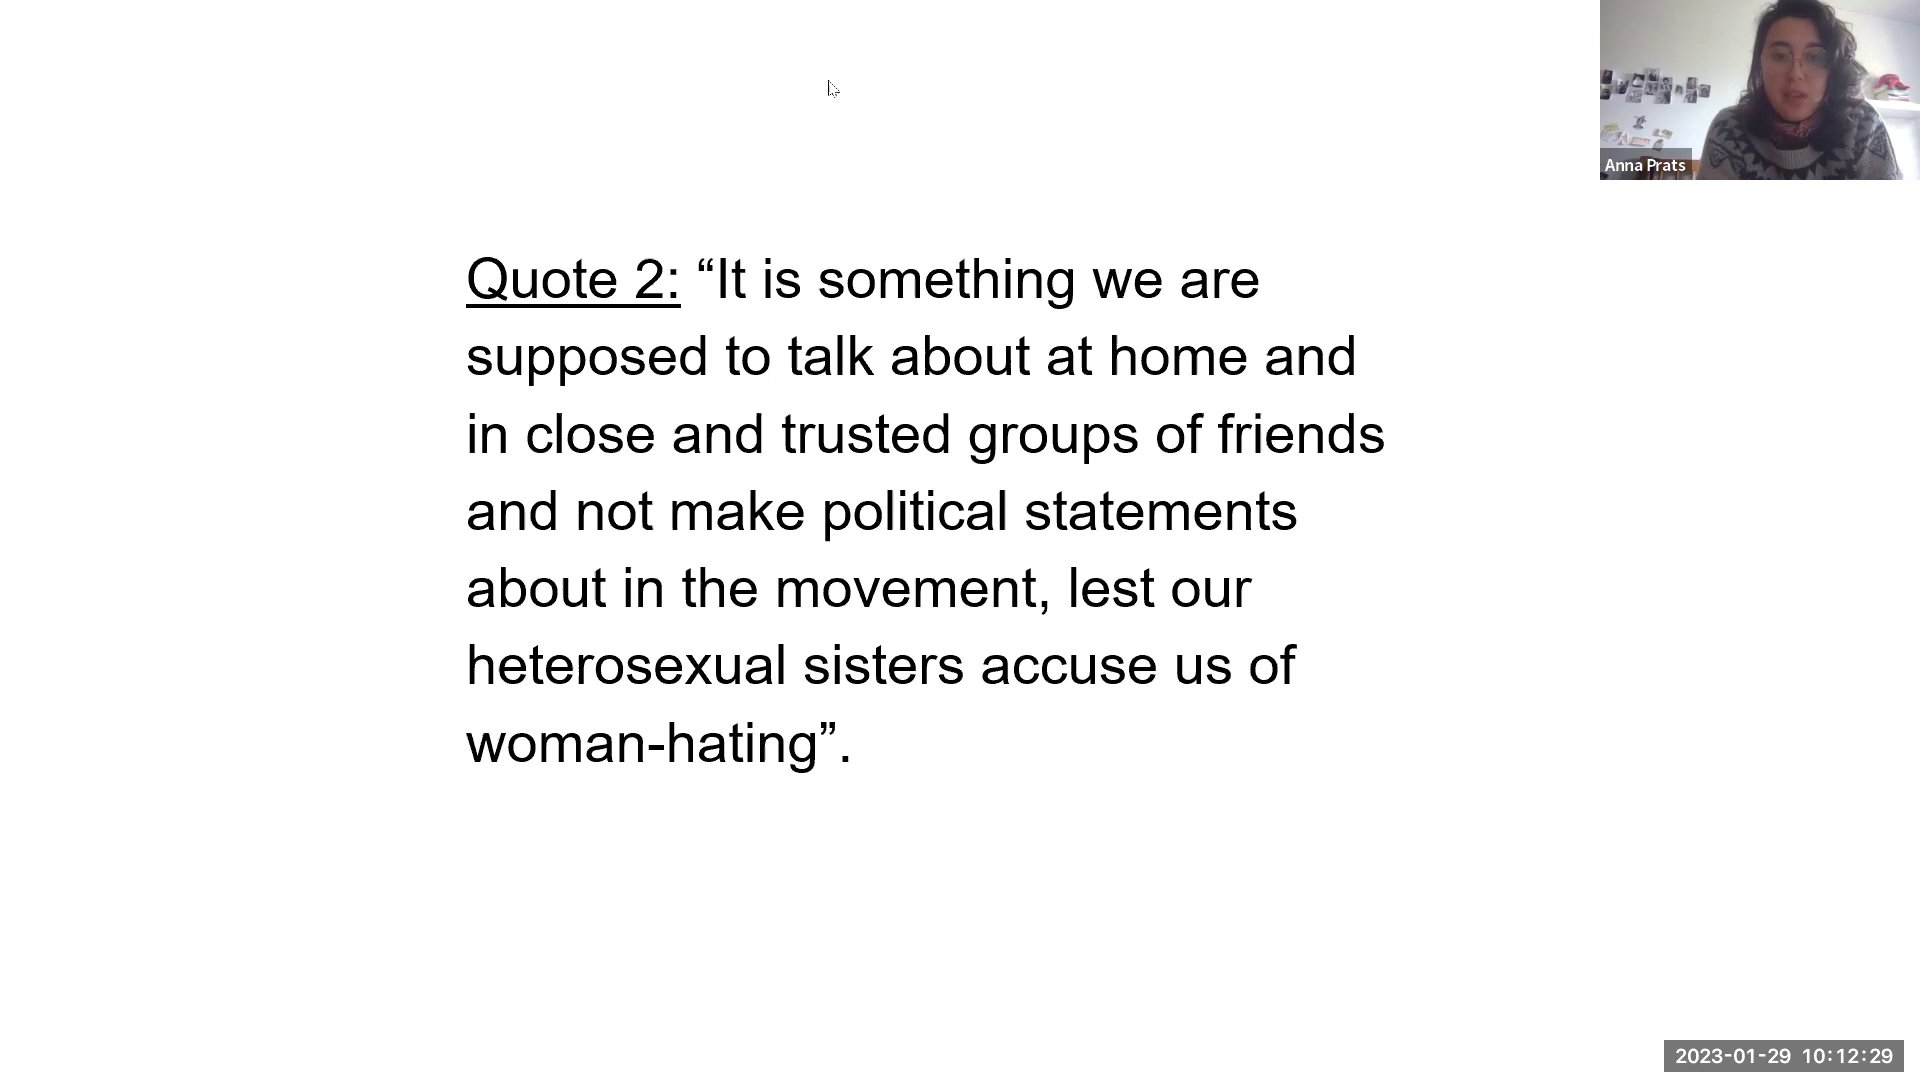 Anna Prats
Quote 2: “It is something we are
supposed to talk about at home and
in close and trusted groups of friends
and not make political statements
about in the movement, lest our
heterosexual sisters accuse us of
woman-hating”.
2023-01-29 10:12:29